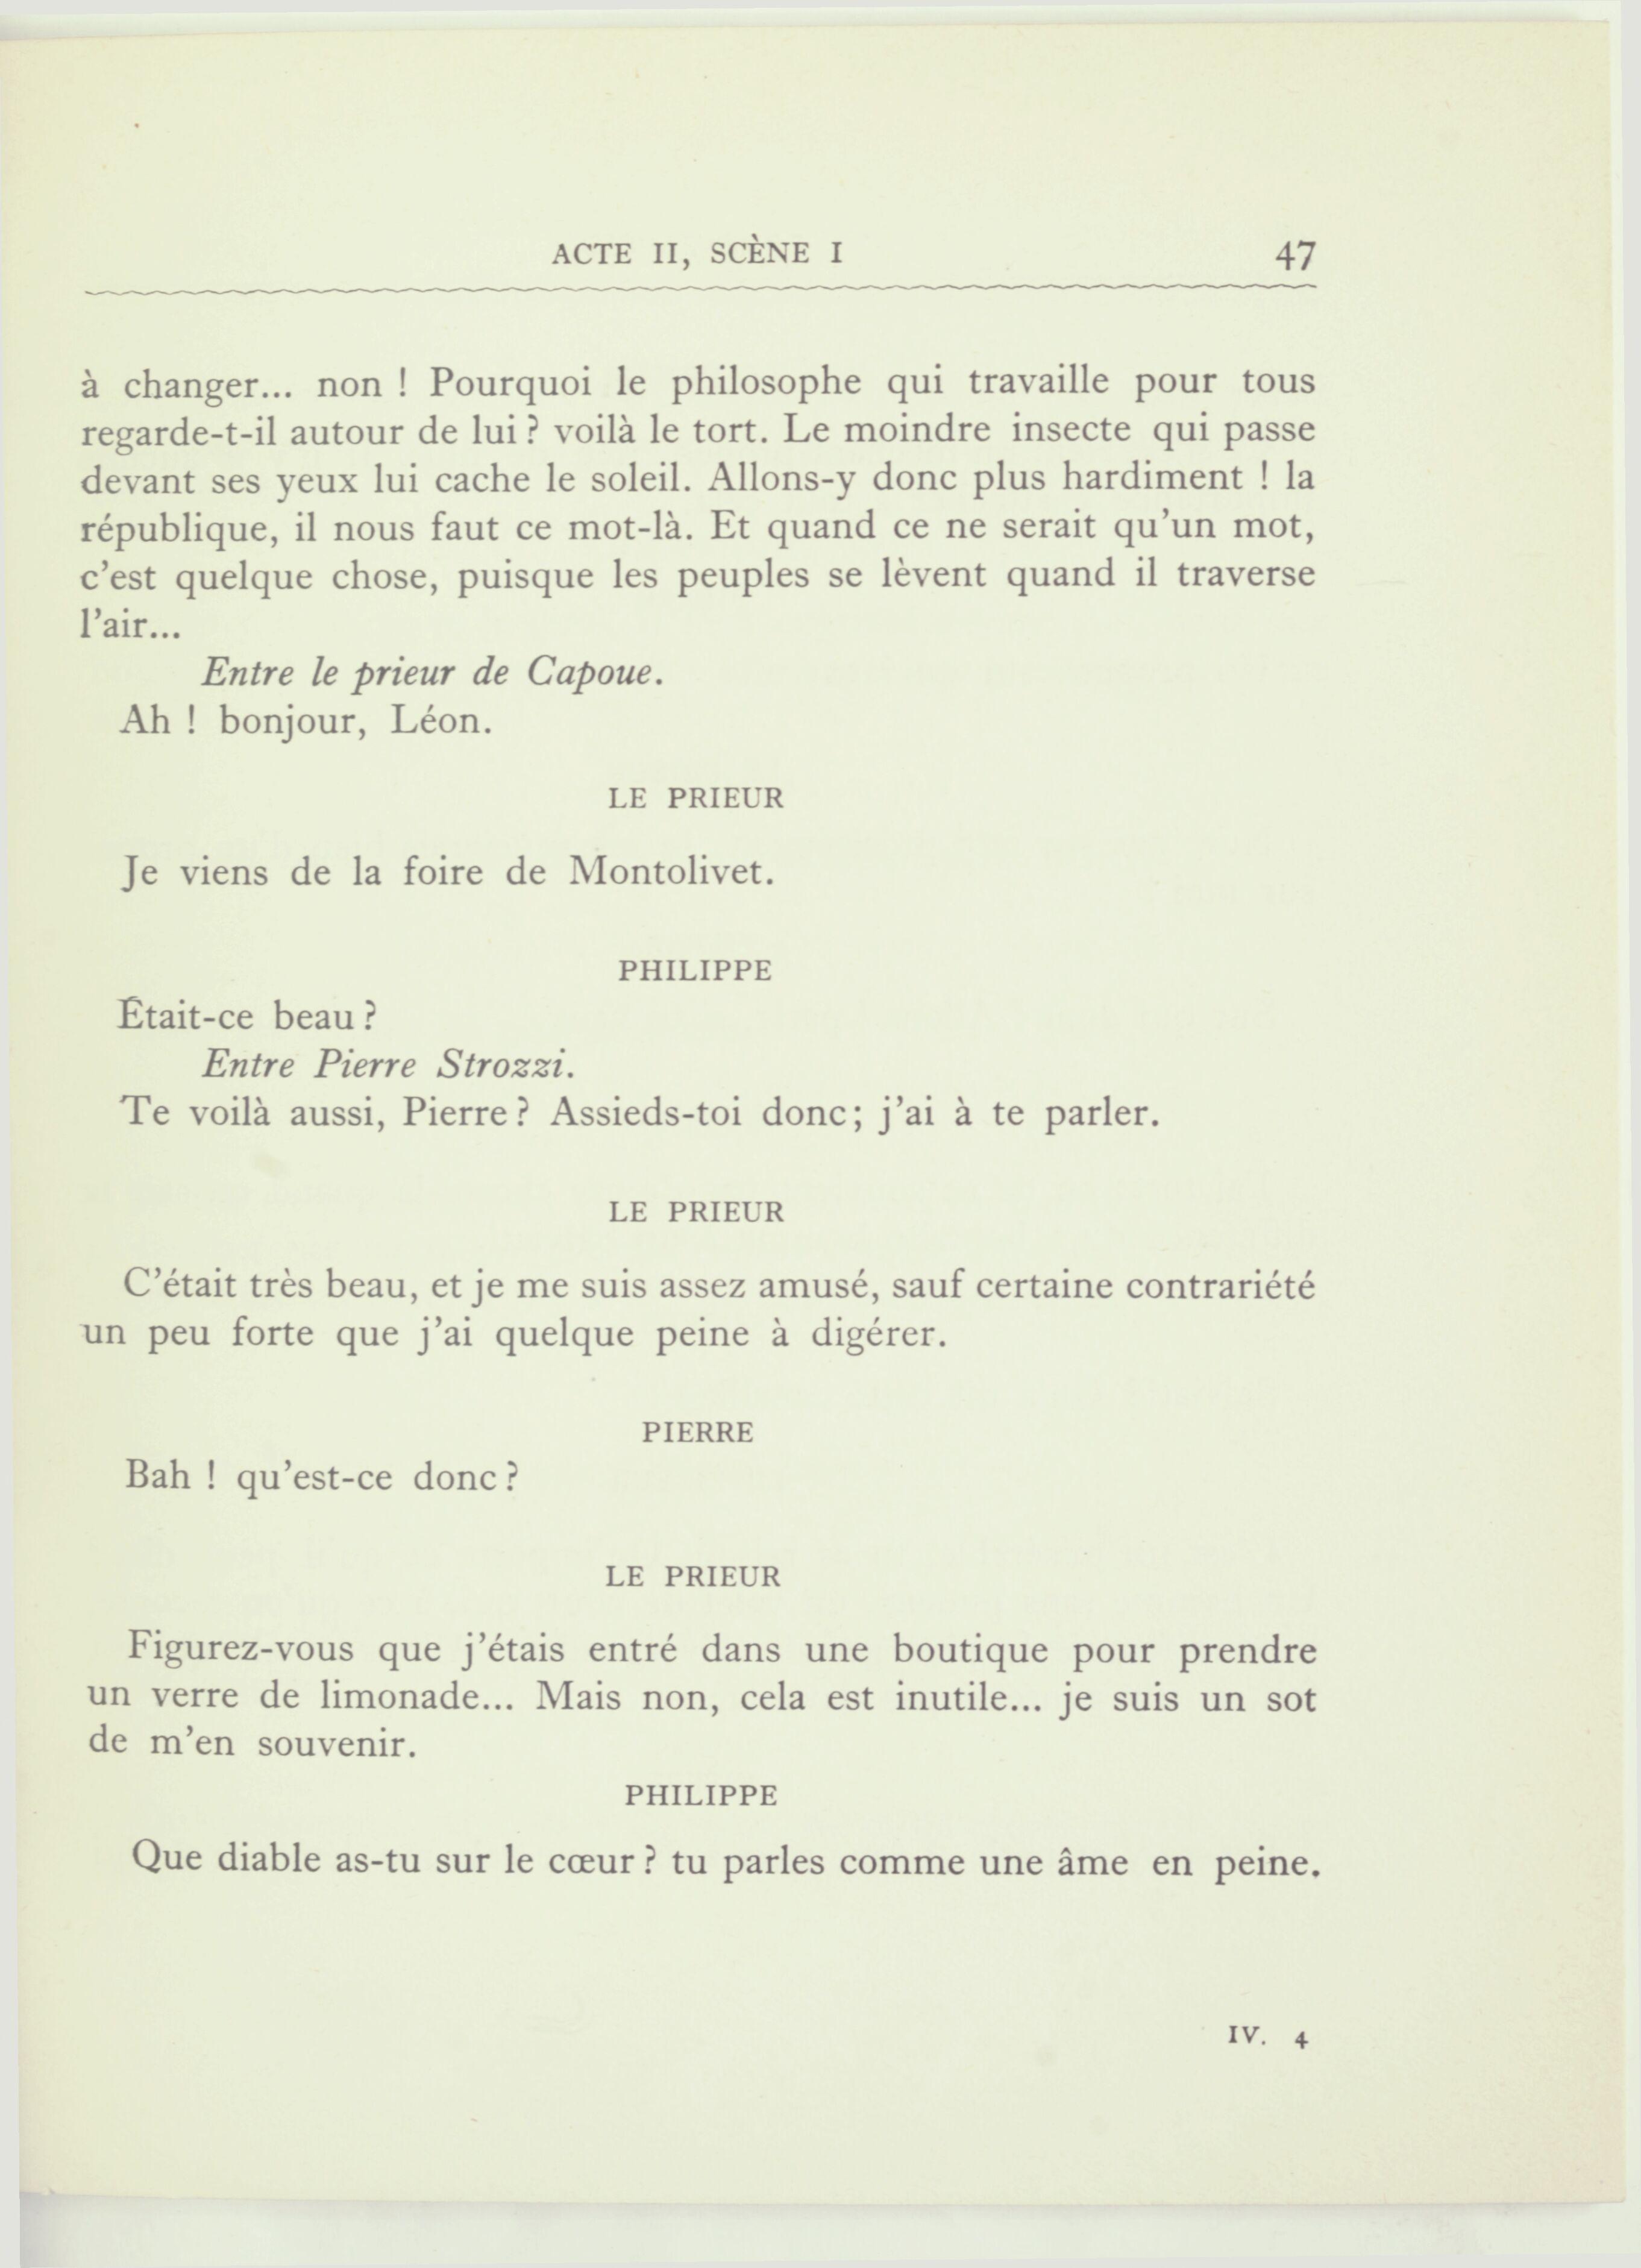 ACTE II, SCÈNE I 47
à changer... non ! Pourquoi le philosophe qui travaille pour tous
regarde-t-il autour de lui ? voilà le tort. Le moindre insecte qui passe
devant ses yeux lui cache le soleil. Allons-y donc plus hardiment ! la
république, il nous faut ce mot-là. Et quand ce ne serait qu'un mot,
c'est quelque chose, puisque les peuples se lèvent quand il traverse
l'air...
Entre le prieur de Capoue.
Ah ! bonjour, Léon.
LE PRIEUR
Je viens de la foire de Montolivet.
PHILIPPE
Était-ce beau ?
Entre Pierre Strozzi.
Te voilà aussi, Pierre ? Assieds-toi donc ; j'ai à te parler.
LE PRIEUR
C'était très beau, et je me suis assez amusé, sauf certaine contrariété
un peu forte que j'ai quelque peine à digérer.
PIERRE
Bah ! qu'est-ce donc ?
LE PRIEUR
Figurez-vous que j'étais entré dans une boutique pour prendre
un verre de limonade... Mais non, cela est inutile... je suis un sot
de m'en souvenir.
PHILIPPE
Que diable as-tu sur le cœur ? tu parles comme une âme en peine.
IV. 4